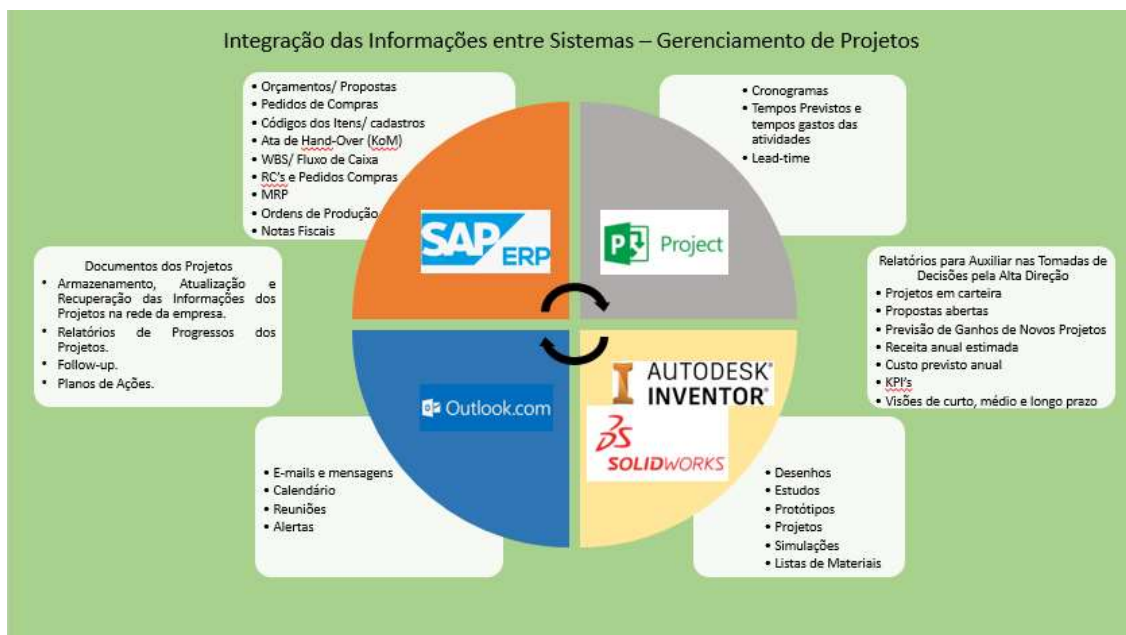 Integração das Informações entre Sistemas – Gerenciamento de Projetos
• Orçamentos/ Propostas
• Pedidos de Compras
• Códigos dos Itens/ cadastros
• Ata de Hand-Over (KoM)
• WBS/ Fluxo de Caixa
• RC's e Pedidos Compras
• MRP
• Ordens de Produção
• Notas Fiscais
• Cronogramas
• Tempos Previstos e
tempos gastos das
atividades
• Lead-time
SAP ERP
P Project
Documentos dos Projetos
• Armazenamento, Atualização e
Recuperação das Informações dos
Projetos na rede da empresa.
• Relatórios de Progressos dos
Projetos.
• Follow-up.
• Planos de Ações.
Relatórios para Auxiliar nas Tomadas de
Decisões pela Alta Direção
• Projetos em carteira
• Propostas abertas
• Previsão de Ganhos de Novos Projetos
• Receita anual estimada
• Custo previsto anual
• KPI's
• Visões de curto, médio e longo prazo
Outlook.com
I AUTODESK®
INVENTOR®
DS
SOLIDWORKS
• E-mails e mensagens
• Calendário
• Reuniões
• Alertas
• Desenhos
• Estudos
• Protótipos
• Projetos
• Simulações
• Listas de Materiais